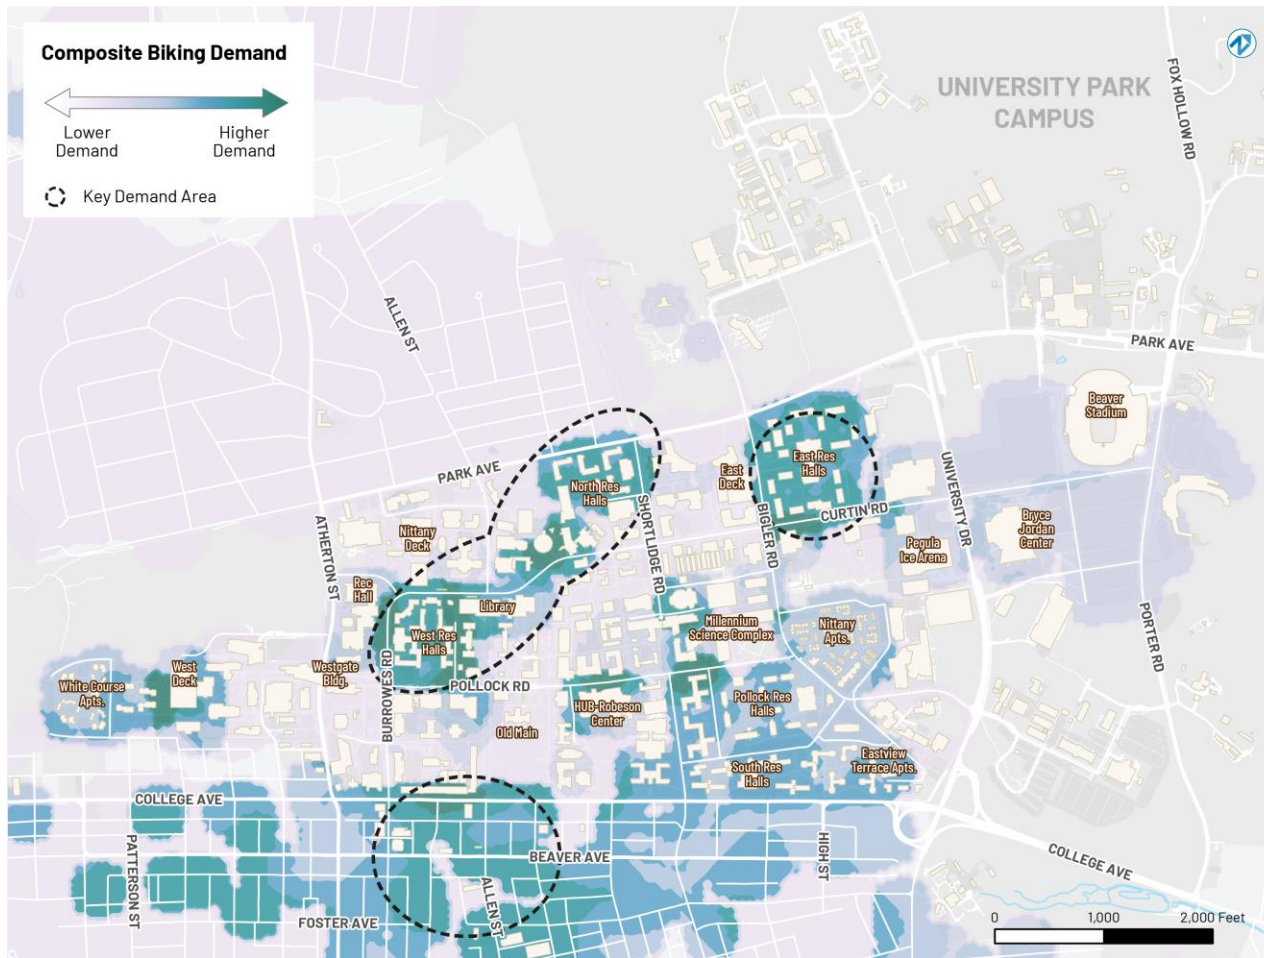 Composite Biking Demand
Lower
Demand
Higher
Demand
Key Demand Area
UNIVERSITY PARK
CAMPUS
FOX HOLLOW RD
ALLEN ST
PARK AVE
Beaver
Stadium
PARK AVE
East Res
Halls
East
Deck
North Res
Halls
SHORTLIDGE RD
BIGLER RD
CURTIN RD
UNIVERSITY DR
Bryce
Jordan
Center
Pegula
Ice Arena
ATHERTON ST
Nittany
Deck
Rec
Hall
Library
West Res
Halls
Millennium
Science Complex
Nittany
Apts.
PORTER RD
White Course
Apts.
West
Deck
Westgate
Bldg.
BURROWES RD
POLLOCK RD
HUB-Robeson
Center
Pollock Res
Halls
Old Main
South Res
Halls
Eastview
Terrace Apts.
COLLEGE AVE
PATTERSON ST
BEAVER AVE
HIGH ST
COLLEGE AVE
ALLEN ST
FOSTER AVE
0 1,000 2,000 Feet